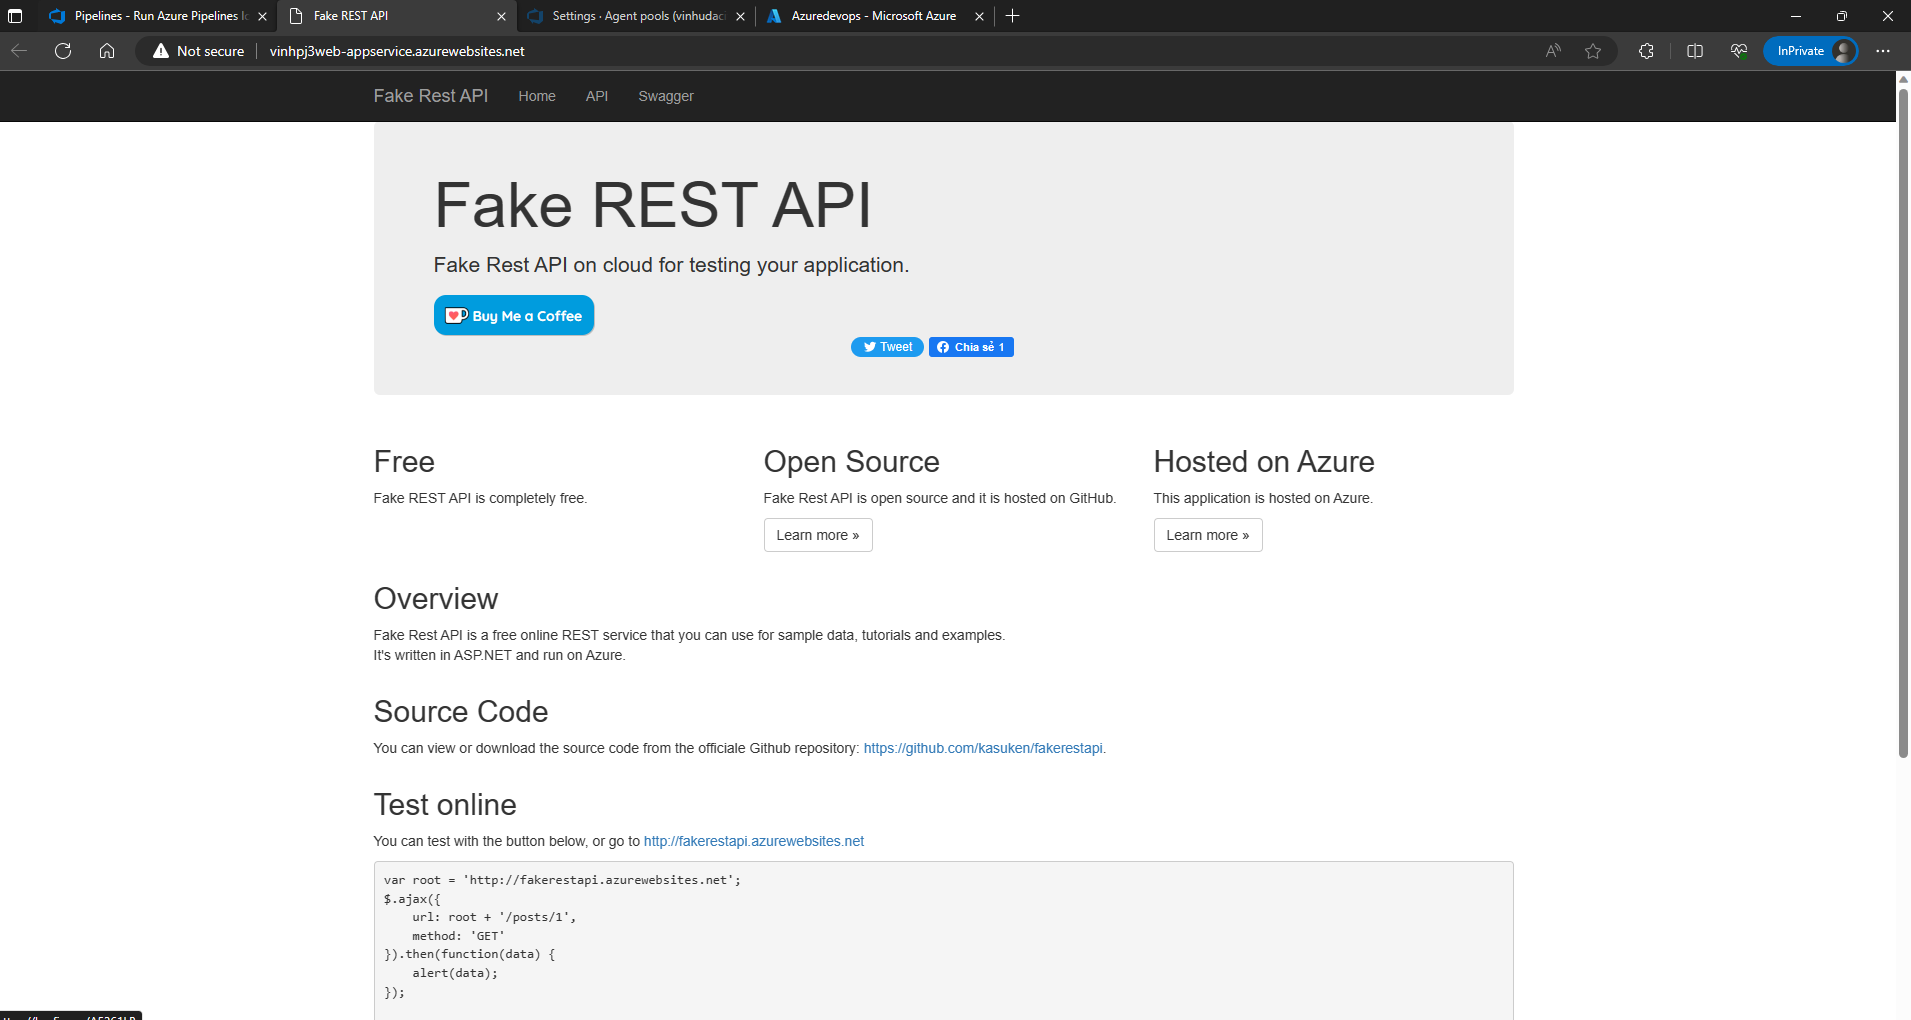 Pipelines - Run Azure Pipelines
Fake REST API
Settings · Agent pools (vinhudaci
Azuredevops - Microsoft Azure
Not secure
vinhpj3web-appservice.azurewebsites.net
InPrivate
Fake Rest API
Home
API
Swagger
Fake REST API
Fake Rest API on cloud for testing your application.
Buy Me a Coffee
Tweet
Chia sẻ 1
Free
Fake REST API is completely free.
Open Source
Fake Rest API is open source and it is hosted on GitHub.
Learn more »
Hosted on Azure
This application is hosted on Azure.
Learn more »
Overview
Fake Rest API is a free online REST service that you can use for sample data, tutorials and examples.
It's written in ASP.NET and run on Azure.
Source Code
You can view or download the source code from the officiale Github repository: https://github.com/kasuken/fakerestapi.
Test online
You can test with the button below, or go to http://fakerestapi.azurewebsites.net
var root = 'http://fakerestapi.azurewebsites.net';
$.ajax({
    url: root + '/posts/1',
    method: 'GET'
}).then(function(data) {
    alert(data);
});